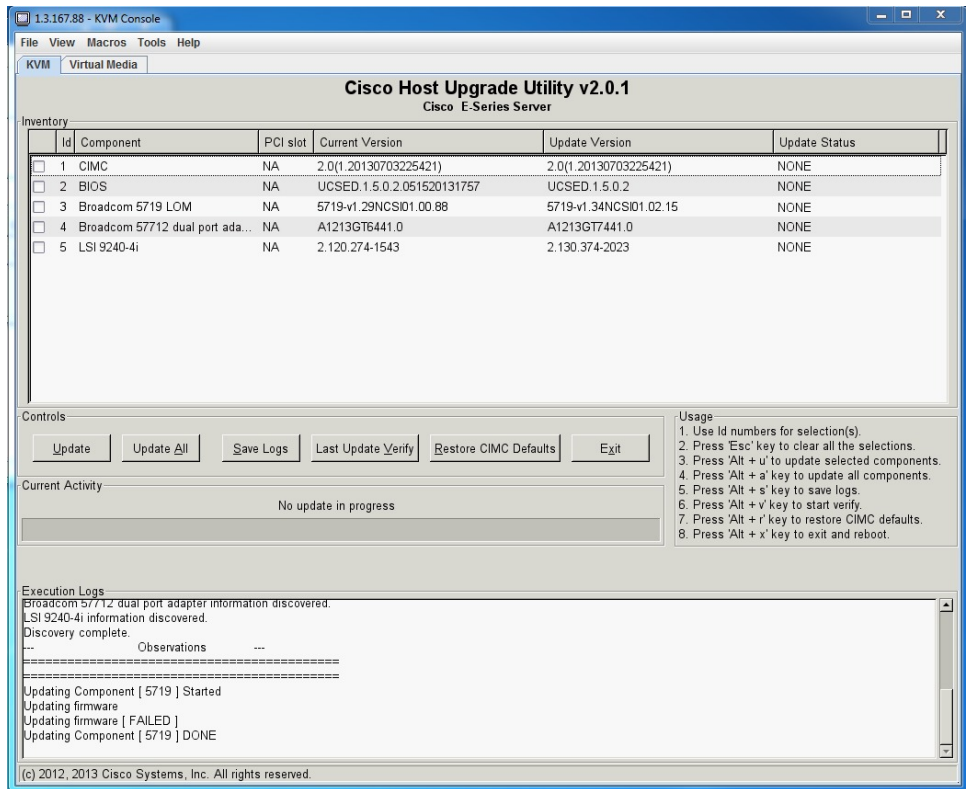 1.3.167.88 - KVM Console
File View Macros Tools Help
KVM Virtual Media
Cisco Host Upgrade Utility v2.0.1
Cisco E-Series Server
Inventory
Id Component PCI slot Current Version Update Version Update Status
1 CIMC NA 2.0(1.20130703225421) 2.0(1.20130703225421) NONE
2 BIOS NA UCSED.1.5.0.2.051520131757 UCSED.1.5.0.2 NONE
3 Broadcom 5719 LOM NA 5719-v1.29NCSI01.00.88 5719-v1.34NCSI01.02.15 NONE
4 Broadcom 57712 dual port ada... NA A1213GT6441.0 A1213GT7441.0 NONE
5 LSI 9240-4i NA 2.120.274-1543 2.130.374-2023 NONE
Controls
Update Update All Save Logs Last Update Verify Restore CIMC Defaults Exit
Usage
1. Use Id numbers for selection(s).
2. Press 'Esc' key to clear all the selections.
3. Press 'Alt + u' to update selected components.
4. Press 'Alt + a' key to update all components.
5. Press 'Alt + s' key to save logs.
6. Press 'Alt + v' key to start verify.
7. Press 'Alt + r' key to restore CIMC defaults.
8. Press 'Alt + x' key to exit and reboot.
Current Activity
No update in progress
Execution Logs
Broadcom 57712 dual port adapter information discovered.
LSI 9240-4i information discovered.
Discovery complete.
--- Observations ---
===========================================
===========================================
Updating Component [ 5719 ] Started
Updating firmware
Updating firmware [ FAILED ]
Updating Component [ 5719 ] DONE
(c) 2012, 2013 Cisco Systems, Inc. All rights reserved.